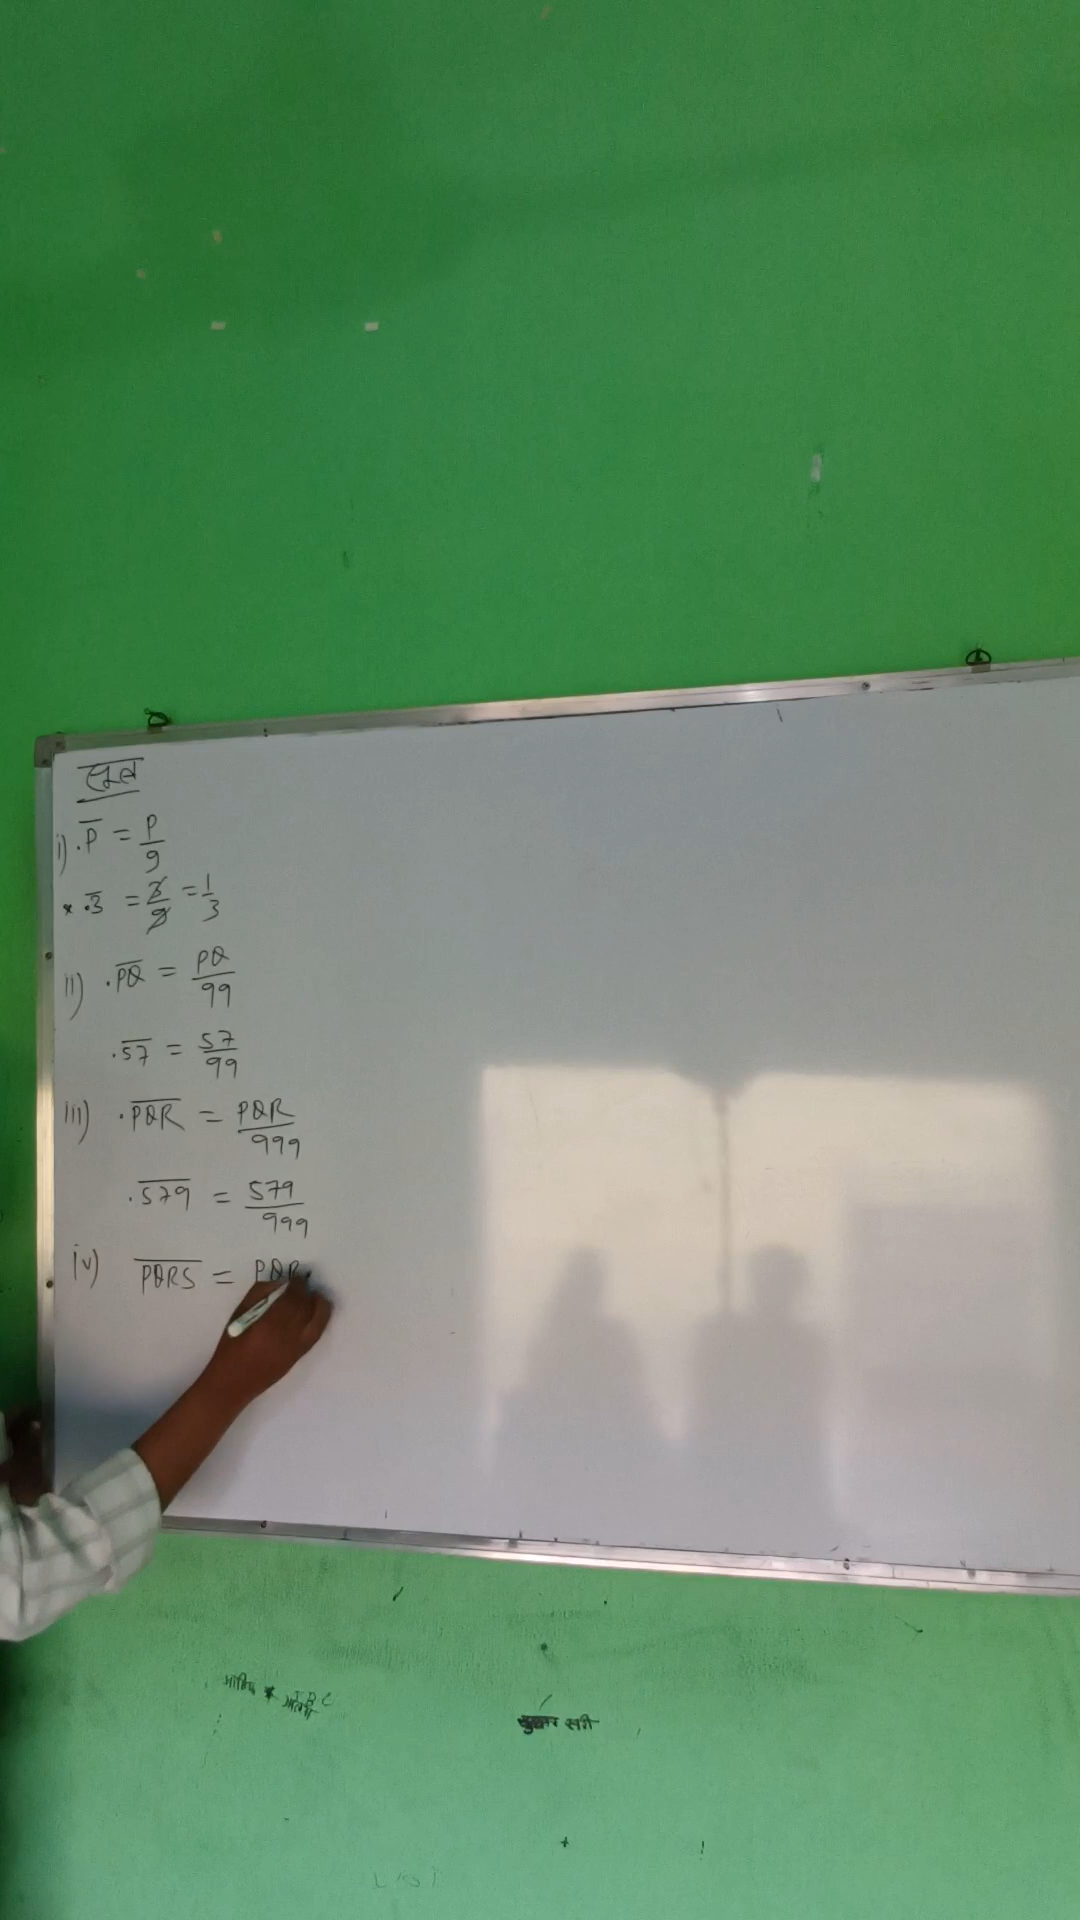 सूत्र
i) .P̅ = P/9
* .3̅ = 3/9 = 1/3
ii) .P̅Q̅ = PQ/99
.5̅7̅ = 57/99
iii) .P̅Q̅R̅ = PQR/999
.5̅7̅9̅ = 579/999
iv) P̅Q̅R̅S̅ = PQR